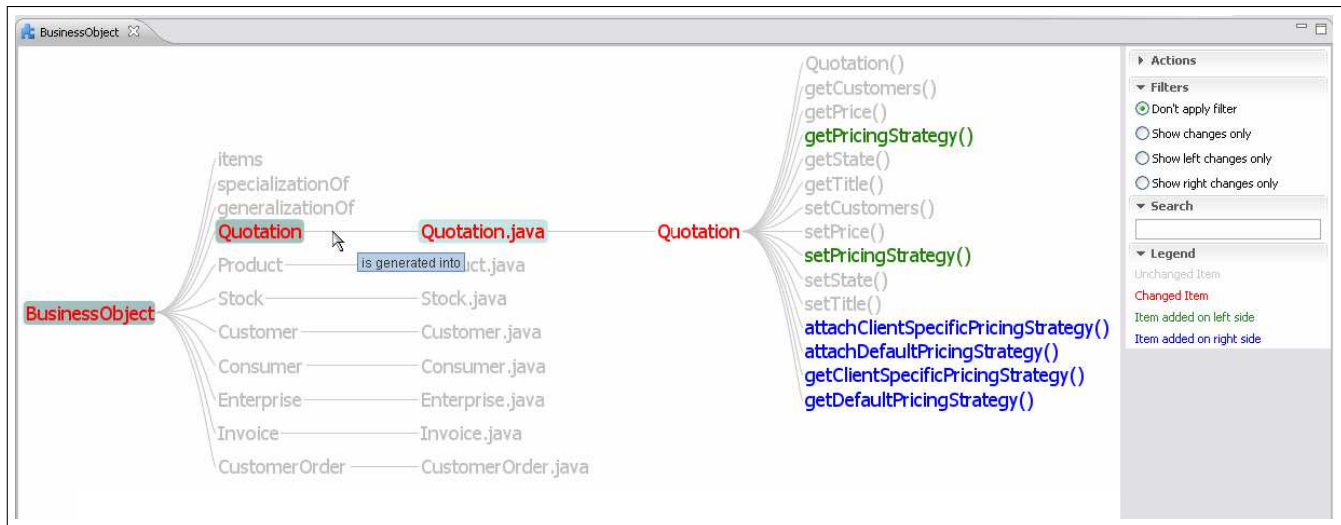 BusinessObject
Quotation()
getCustomers()
getPrice()
getPricingStrategy()
getState()
getTitle()
setCustomers()
setPrice()
setPricingStrategy()
setState()
setTitle()
attachClientSpecificPricingStrategy()
attachDefaultPricingStrategy()
getClientSpecificPricingStrategy()
getDefaultPricingStrategy()
items
specializationOf
generalizationOf
Quotation Quotation.java Quotation
is generated into
Product uct.java
Stock Stock.java
BusinessObject
Customer Customer.java
Consumer Consumer.java
Enterprise Enterprise.java
Invoice Invoice.java
CustomerOrder CustomerOrder.java
Actions
Filters
Don't apply filter
Show changes only
Show left changes only
Show right changes only
Search
Legend
Unchanged Item
Changed Item
Item added on left side
Item added on right side